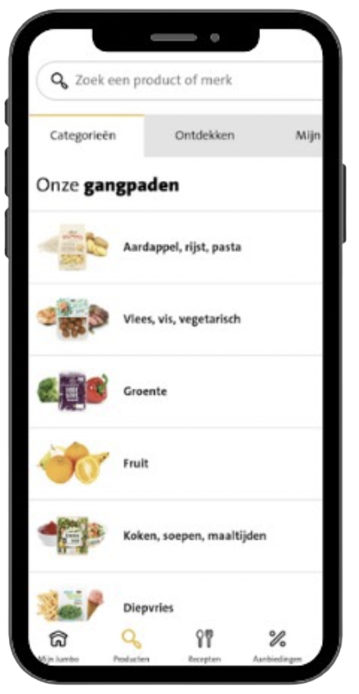 Zoek een product of merk
Categorieën Ontdekken Mijn
Onze gangpaden
Aardappel, rijst, pasta
Vlees, vis, vegetarisch
Groente
Fruit
Koken, soepen, maaltijden
Diepvries
Mijn Jumbo Producten Recepten Aanbiedingen